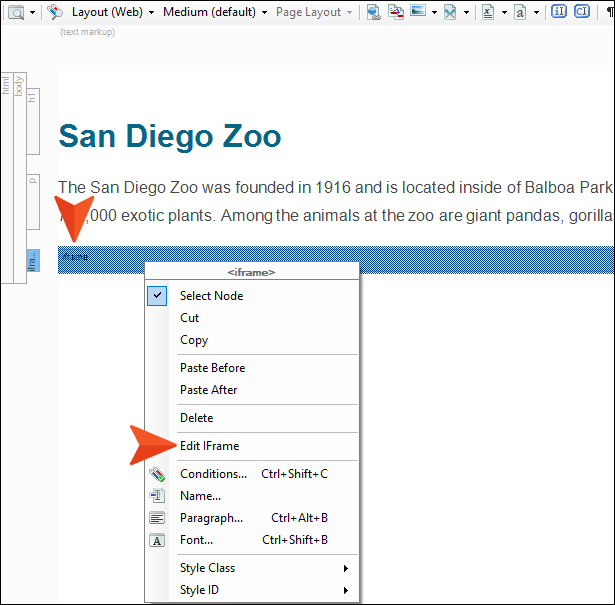 Layout (Web) Medium (default) Page Layout
(text markup)
html
body
h1
San Diego Zoo
p
The San Diego Zoo was founded in 1916 and is located inside of Balboa Park
,000 exotic plants. Among the animals at the zoo are giant pandas, gorilla
ifra...
iframe
<iframe>
Select Node
Cut
Copy
Paste Before
Paste After
Delete
Edit IFrame
Conditions... Ctrl+Shift+C
Name...
Paragraph... Ctrl+Alt+B
Font... Ctrl+Shift+B
Style Class
Style ID